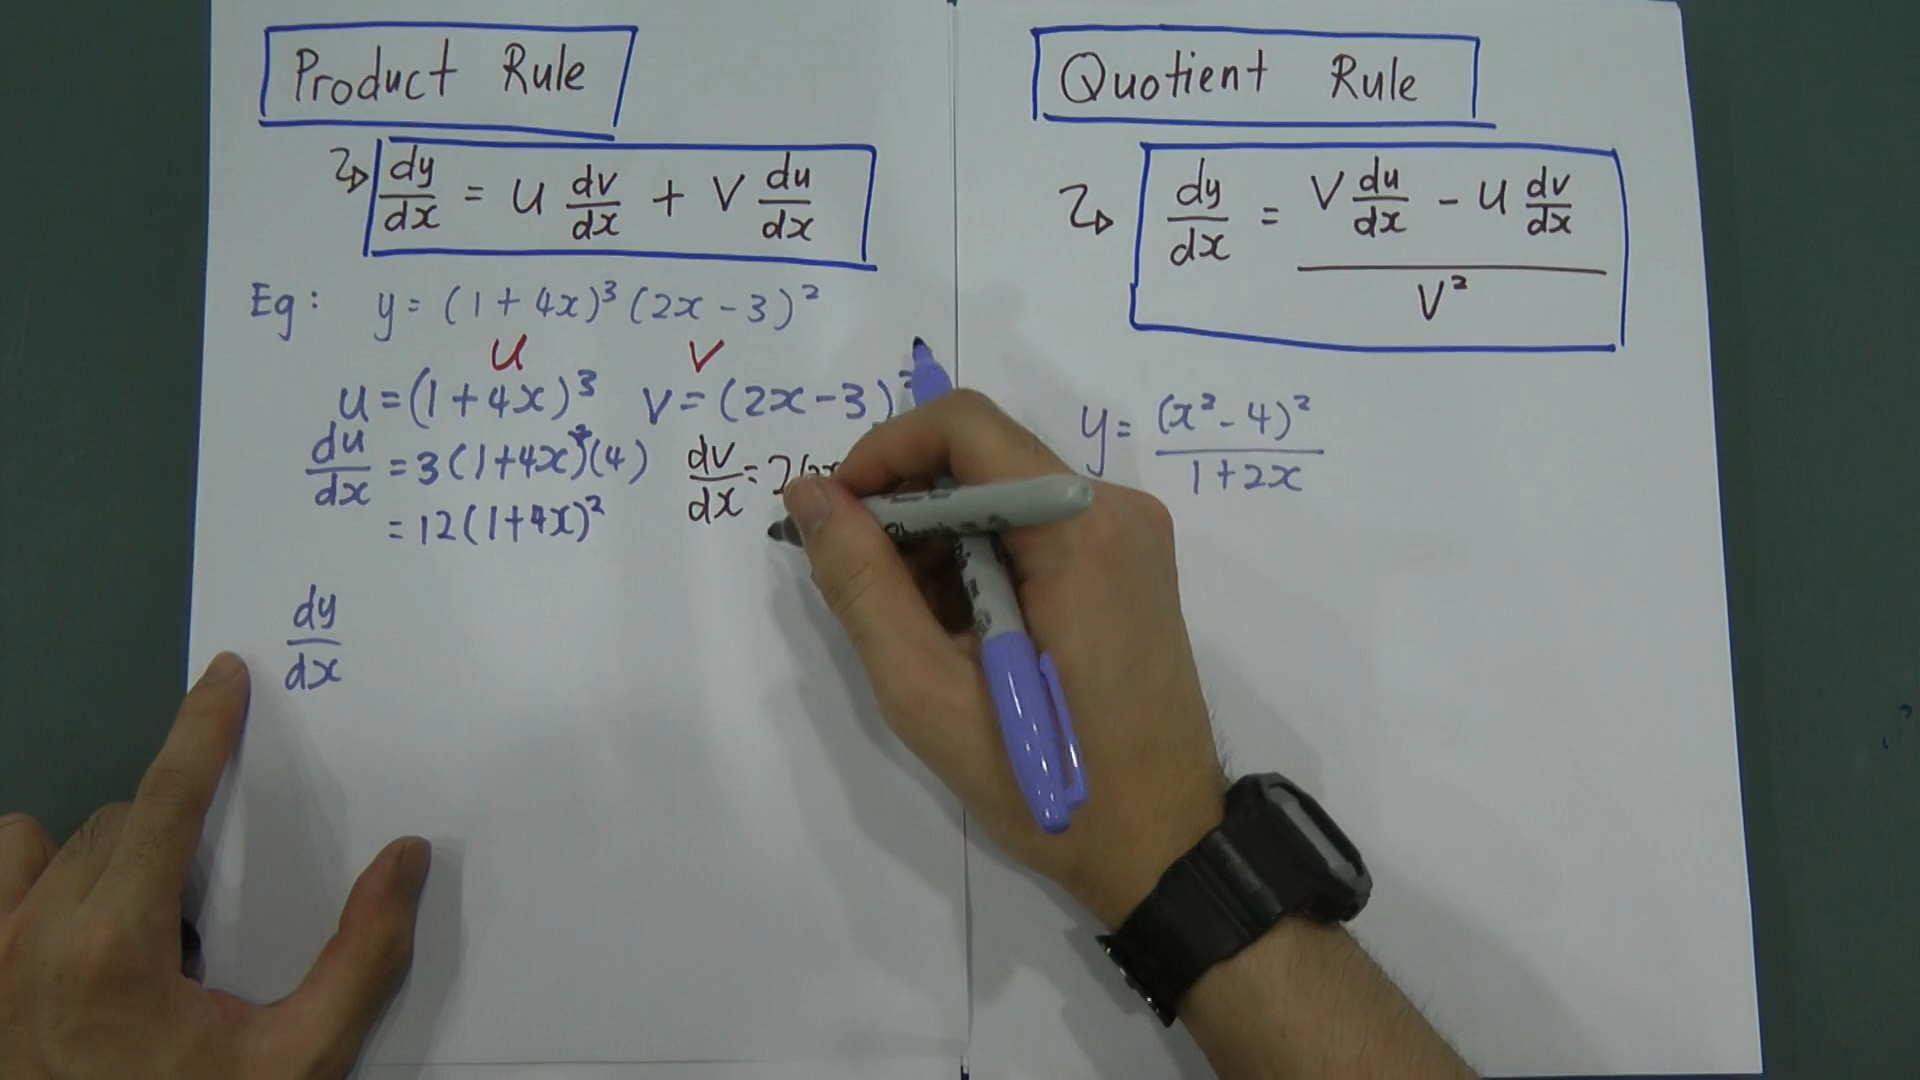 Product Rule
dy/dx = u dv/dx + v du/dx
Eg: y = (1+4x)³(2x-3)²
u v
u = (1+4x)³ v = (2x-3)
du/dx = 3(1+4x)²(4) dv/dx = 2(2x
= 12(1+4x)²
dy/dx
Quotient Rule
dy/dx = (v du/dx - u dv/dx)/v²
y = (x²-4)²/(1+2x)